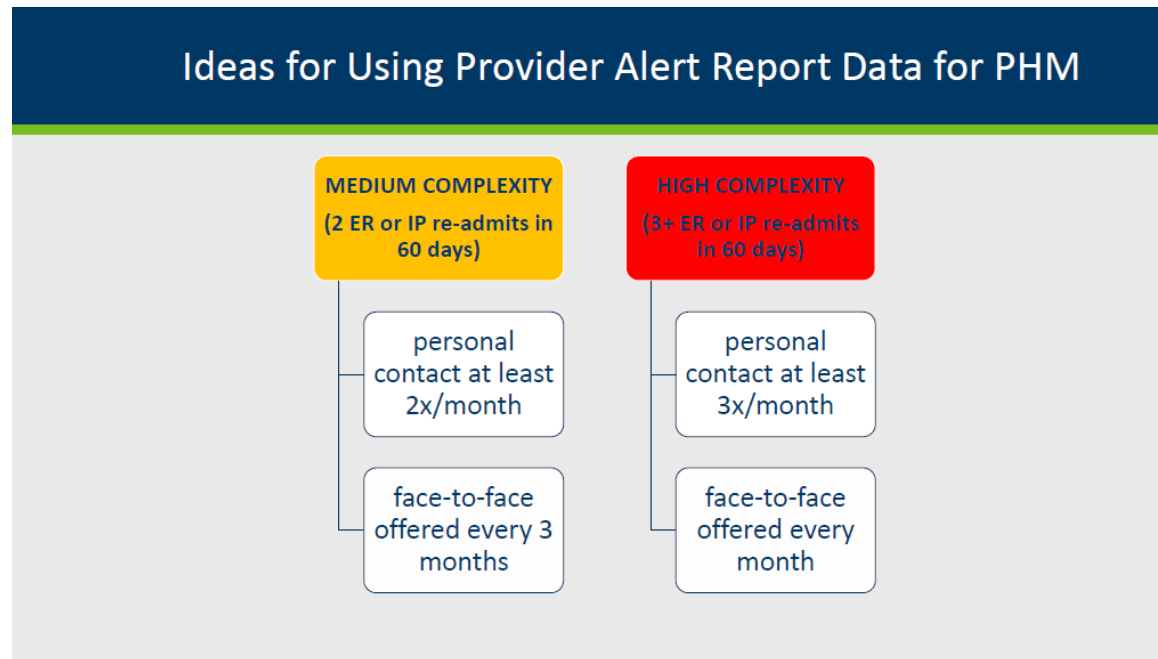 Ideas for Using Provider Alert Report Data for PHM
MEDIUM COMPLEXITY
(2 ER or IP re-admits in
60 days)
personal
contact at least
2x/month
face-to-face
offered every 3
months
HIGH COMPLEXITY
(3+ ER or IP re-admits
in 60 days)
personal
contact at least
3x/month
face-to-face
offered every
month